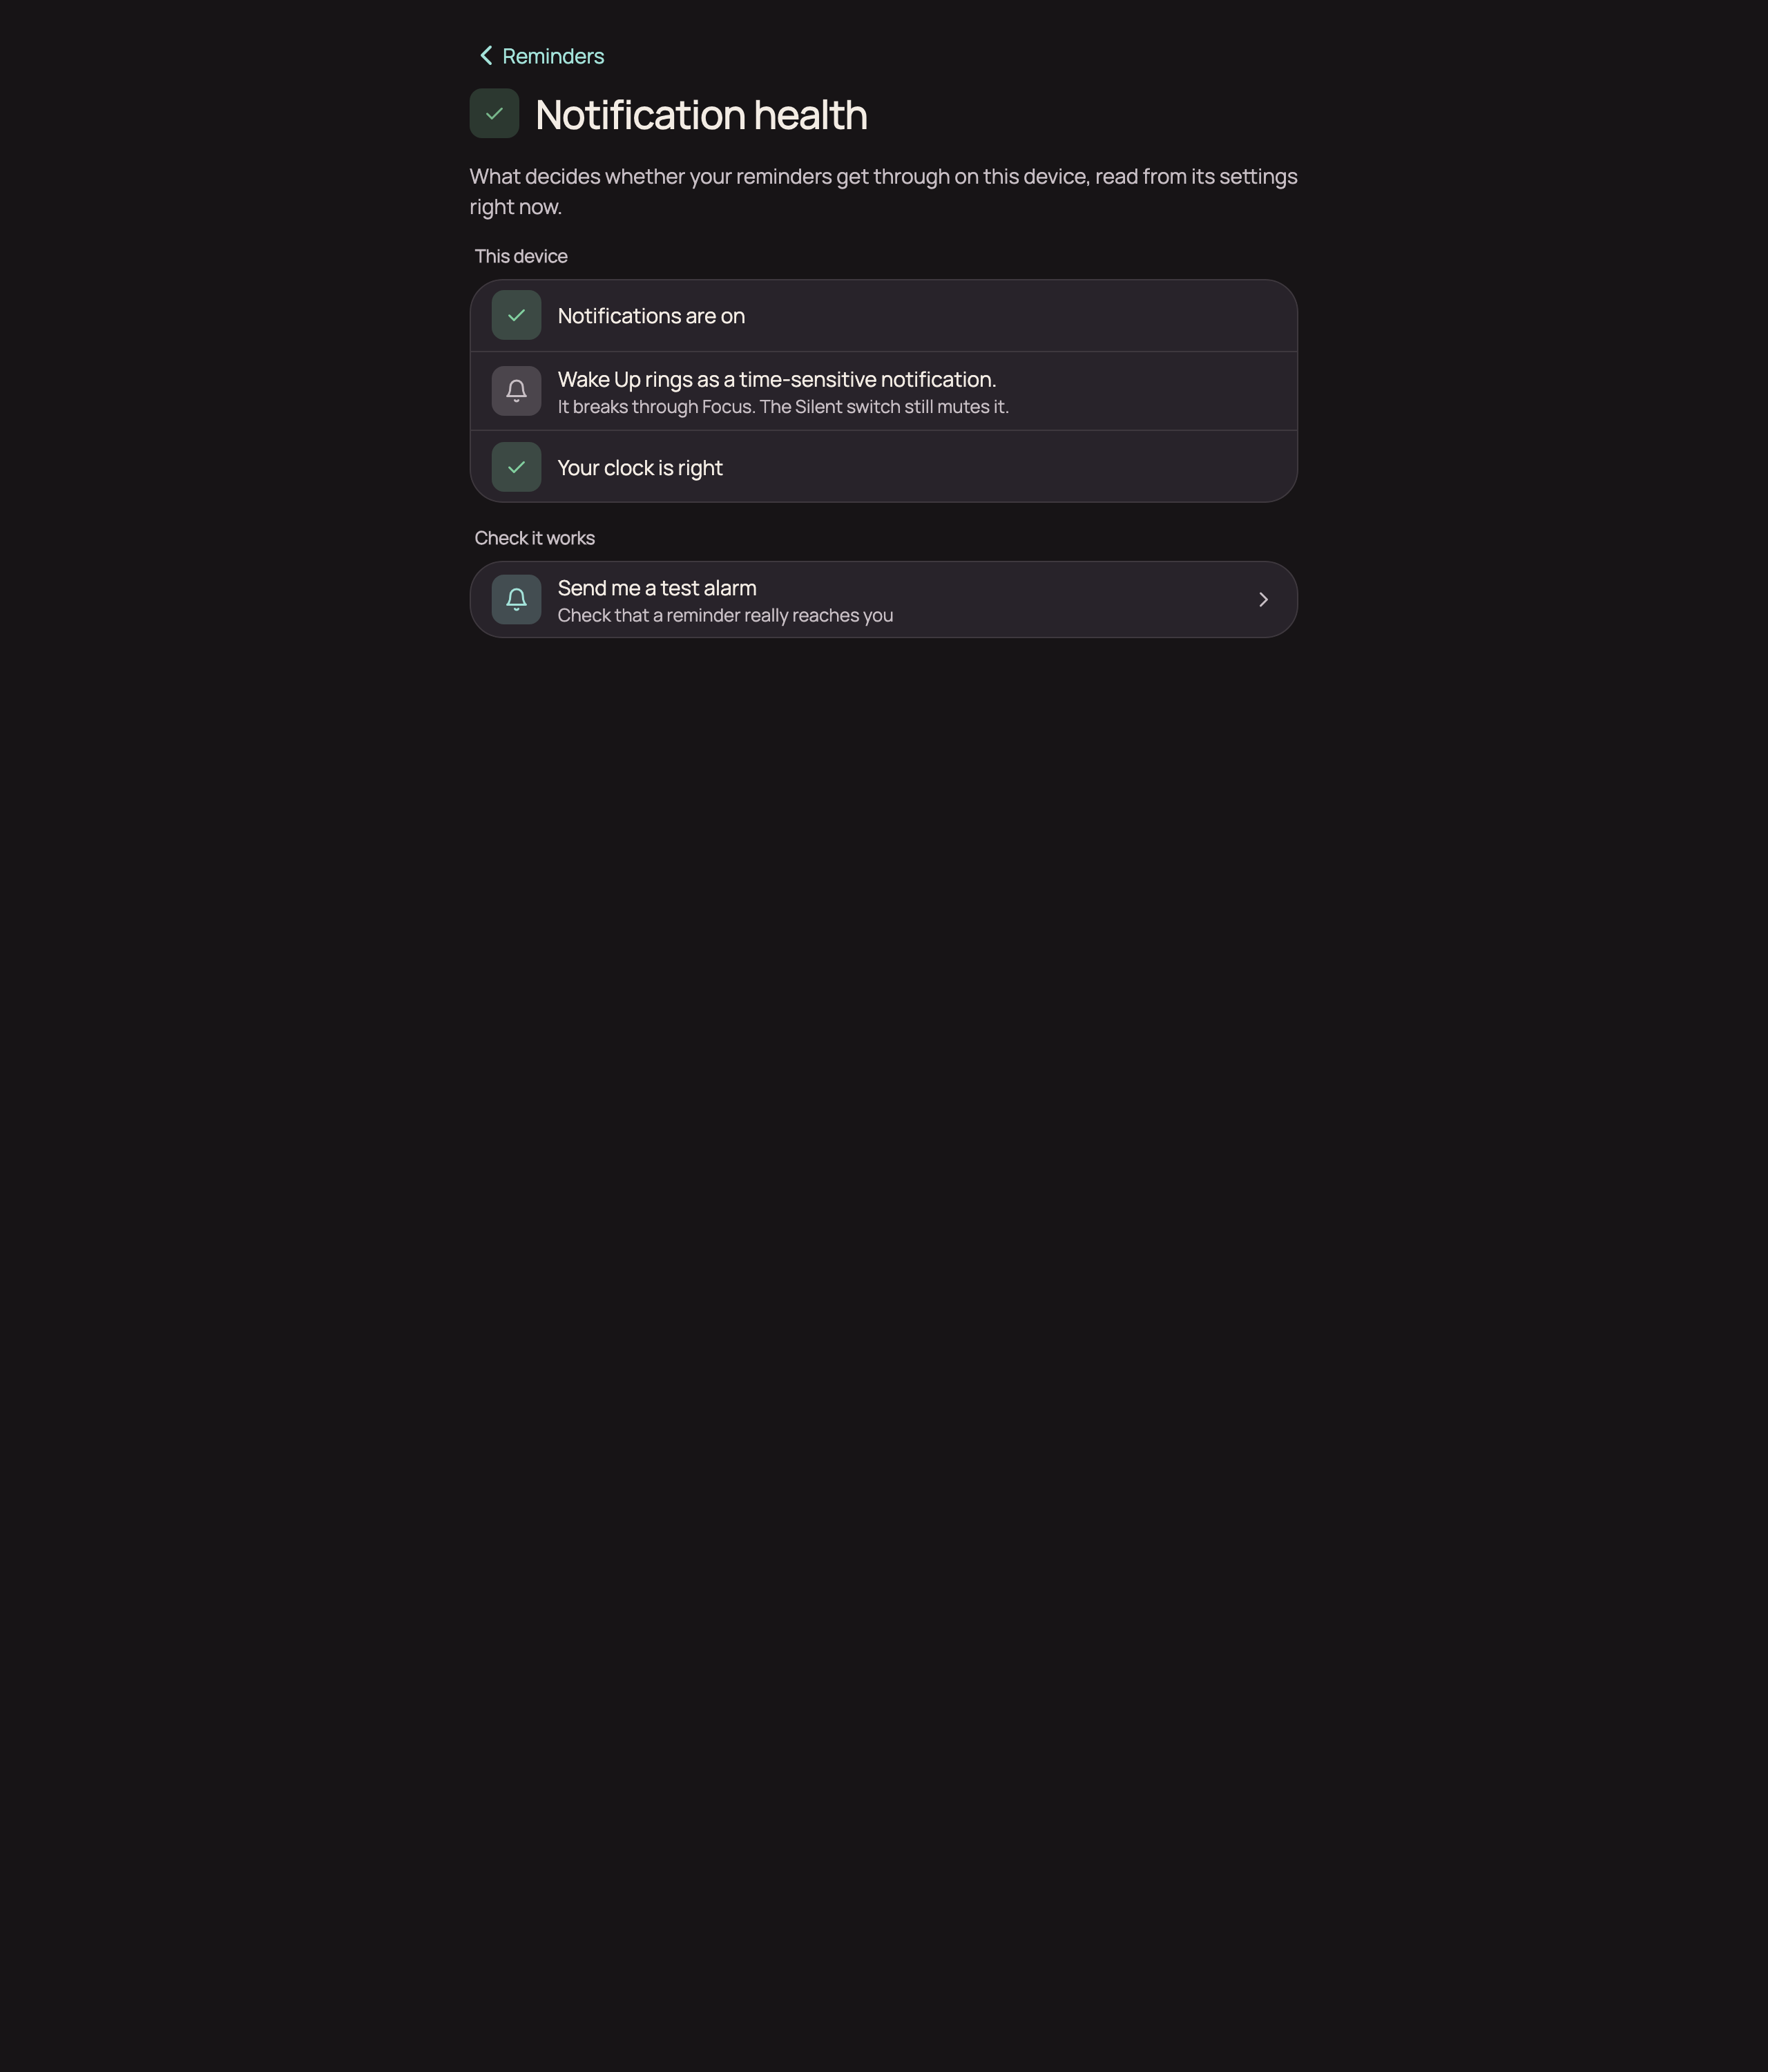 Reminders
Notification health
What decides whether your reminders get through on this device, read from its settings
right now.
This device
Notifications are on
Wake Up rings as a time-sensitive notification.
It breaks through Focus. The Silent switch still mutes it.
Your clock is right
Check it works
Send me a test alarm
Check that a reminder really reaches you